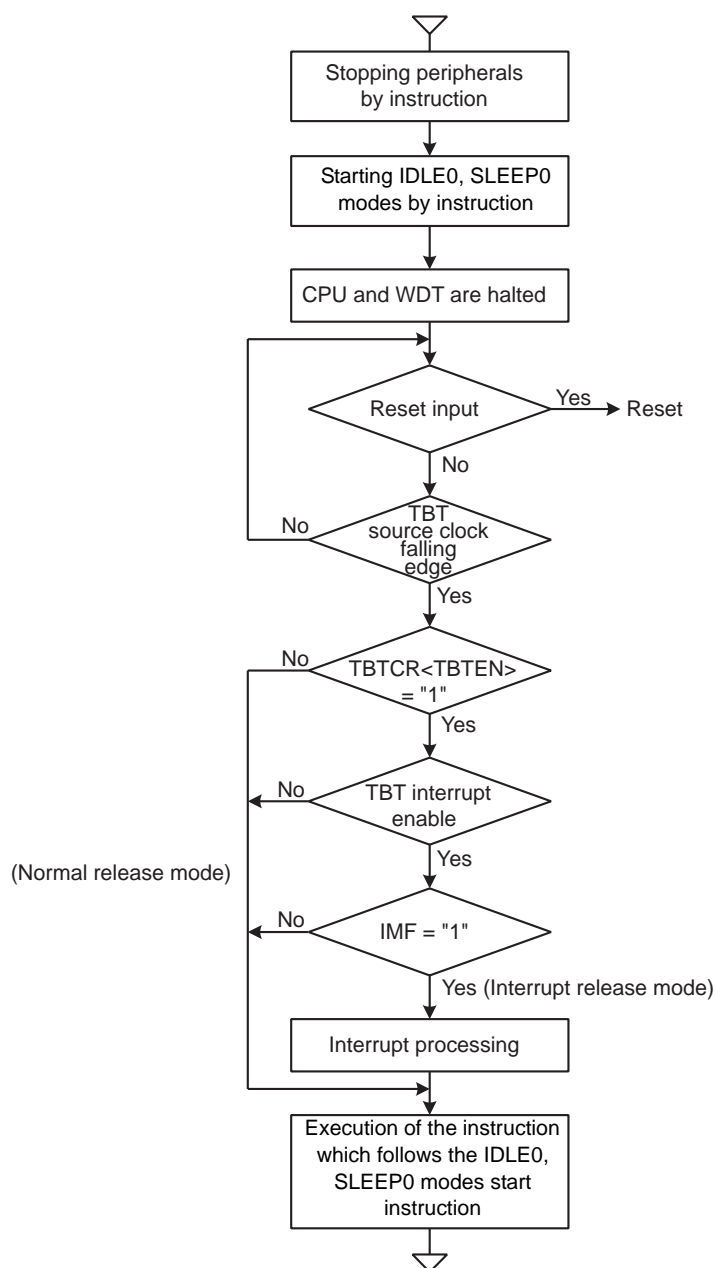 Stopping peripherals
by instruction
Starting IDLE0, SLEEP0
modes by instruction
CPU and WDT are halted
Reset input
Yes
Reset
No
No
TBT
source clock
falling
edge
Yes
No
TBTCR<TBTEN>
= "1"
Yes
No
TBT interrupt
enable
Yes
(Normal release mode)
No
IMF = "1"
Yes (Interrupt release mode)
Interrupt processing
Execution of the instruction
which follows the IDLE0,
SLEEP0 modes start
instruction